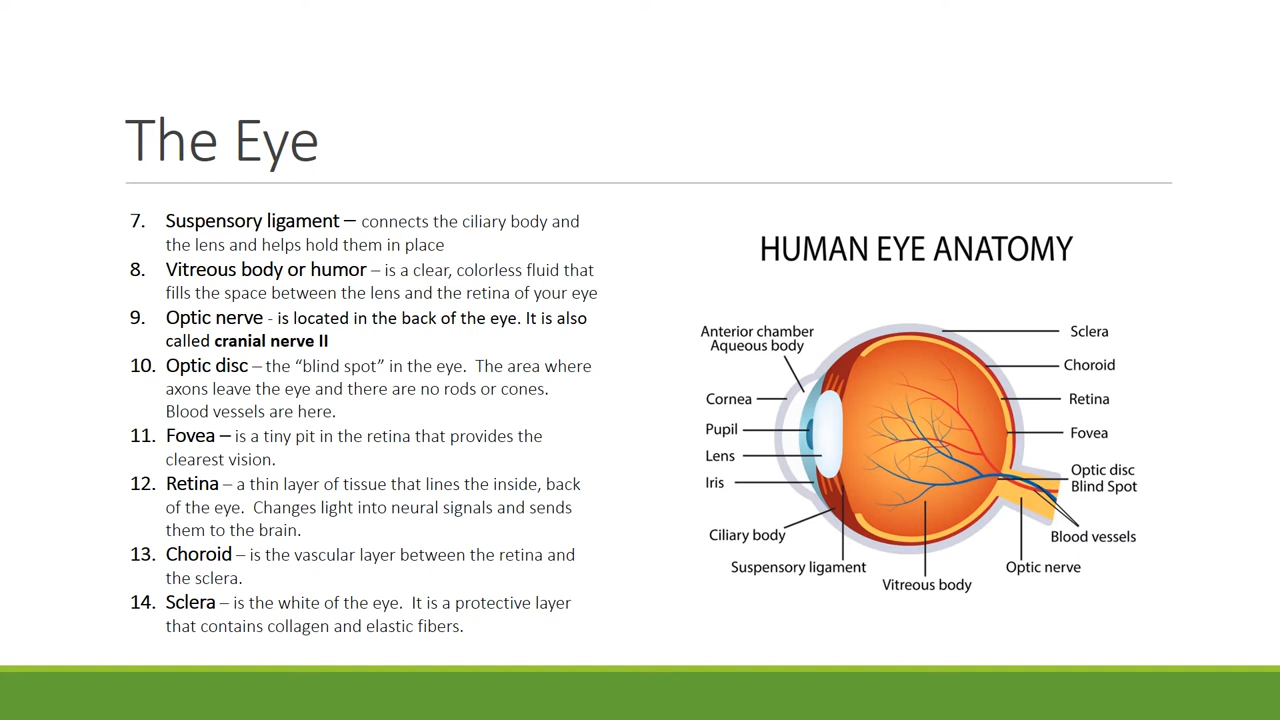 The Eye
7. Suspensory ligament – connects the ciliary body and
the lens and helps hold them in place
8. Vitreous body or humor – is a clear, colorless fluid that
fills the space between the lens and the retina of your eye
9. Optic nerve - is located in the back of the eye. It is also
called cranial nerve II
10. Optic disc – the “blind spot” in the eye. The area where
axons leave the eye and there are no rods or cones.
Blood vessels are here.
11. Fovea – is a tiny pit in the retina that provides the
clearest vision.
12. Retina – a thin layer of tissue that lines the inside, back
of the eye. Changes light into neural signals and sends
them to the brain.
13. Choroid – is the vascular layer between the retina and
the sclera.
14. Sclera – is the white of the eye. It is a protective layer
that contains collagen and elastic fibers.
HUMAN EYE ANATOMY
Anterior chamber
Aqueous body
Cornea
Pupil
Lens
Iris
Ciliary body
Suspensory ligament
Vitreous body
Sclera
Choroid
Retina
Fovea
Optic disc
Blind Spot
Blood vessels
Optic nerve